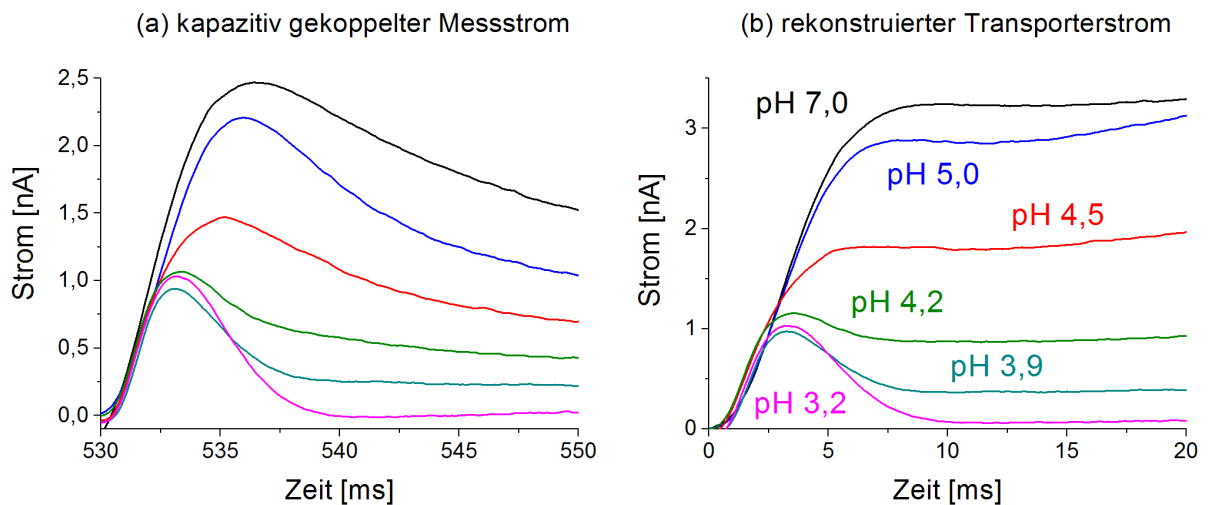 (a) kapazitiv gekoppelter Messstrom
(b) rekonstruierter Transporterstrom
Strom [nA]
2,5
2,0
1,5
1,0
0,5
0,0
530
535
540
545
550
Zeit [ms]
Strom [nA]
3
2
1
0
pH 7,0
pH 5,0
pH 4,5
pH 4,2
pH 3,9
pH 3,2
0
5
10
15
20
Zeit [ms]